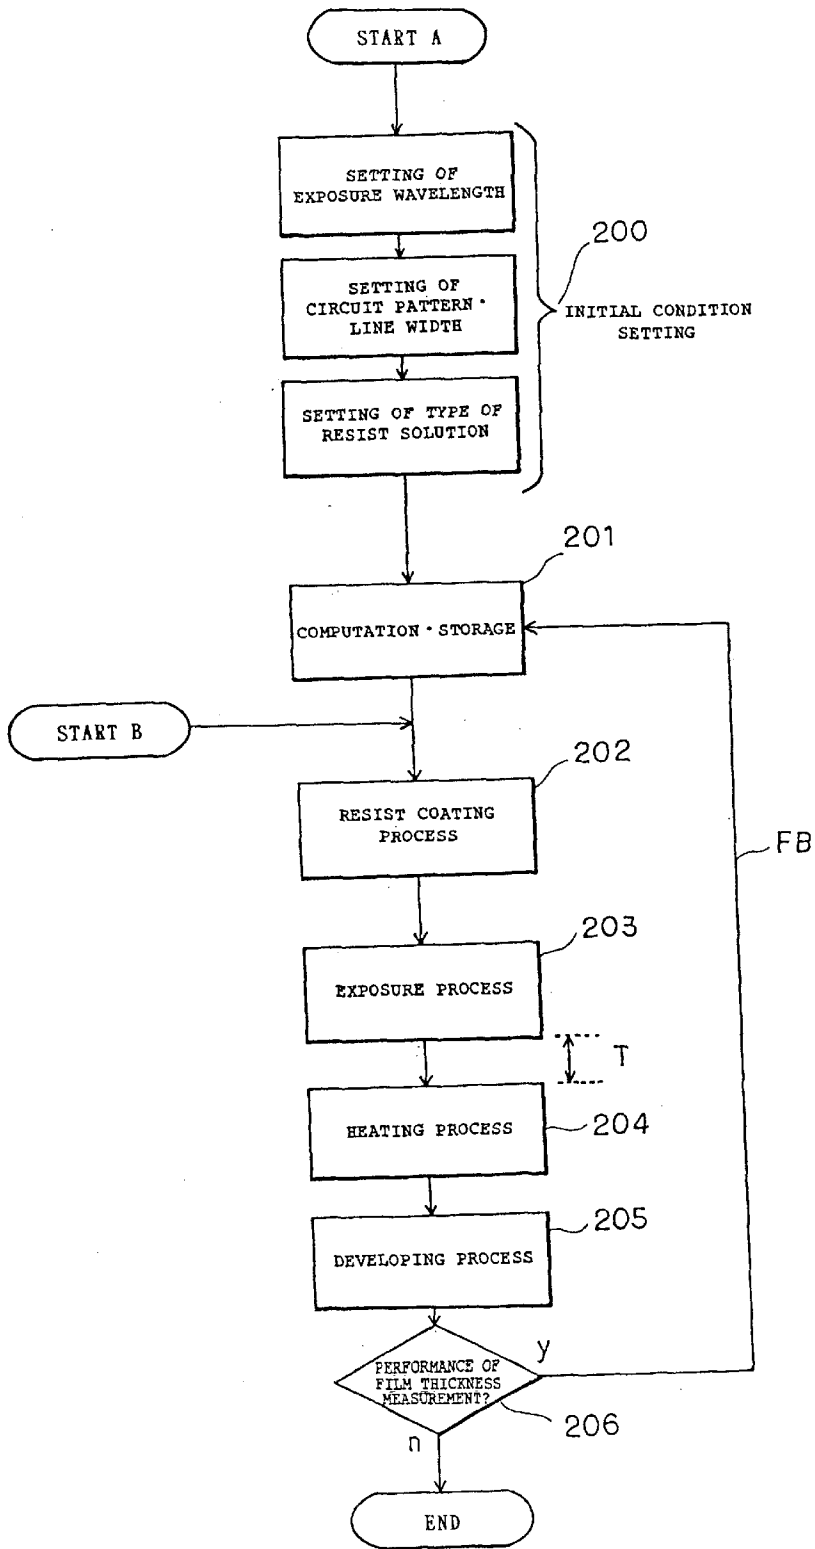 START A
SETTING OF
EXPOSURE WAVELENGTH
200
SETTING OF
CIRCUIT PATTERN·
LINE WIDTH
INITIAL CONDITION
SETTING
SETTING OF TYPE OF
RESIST SOLUTION
201
COMPUTATION·STORAGE
START B
202
RESIST COATING
PROCESS
FB
203
EXPOSURE PROCESS
T
HEATING PROCESS
204
205
DEVELOPING PROCESS
y
PERFORMANCE OF
FILM THICKNESS
MEASUREMENT?
206
n
END